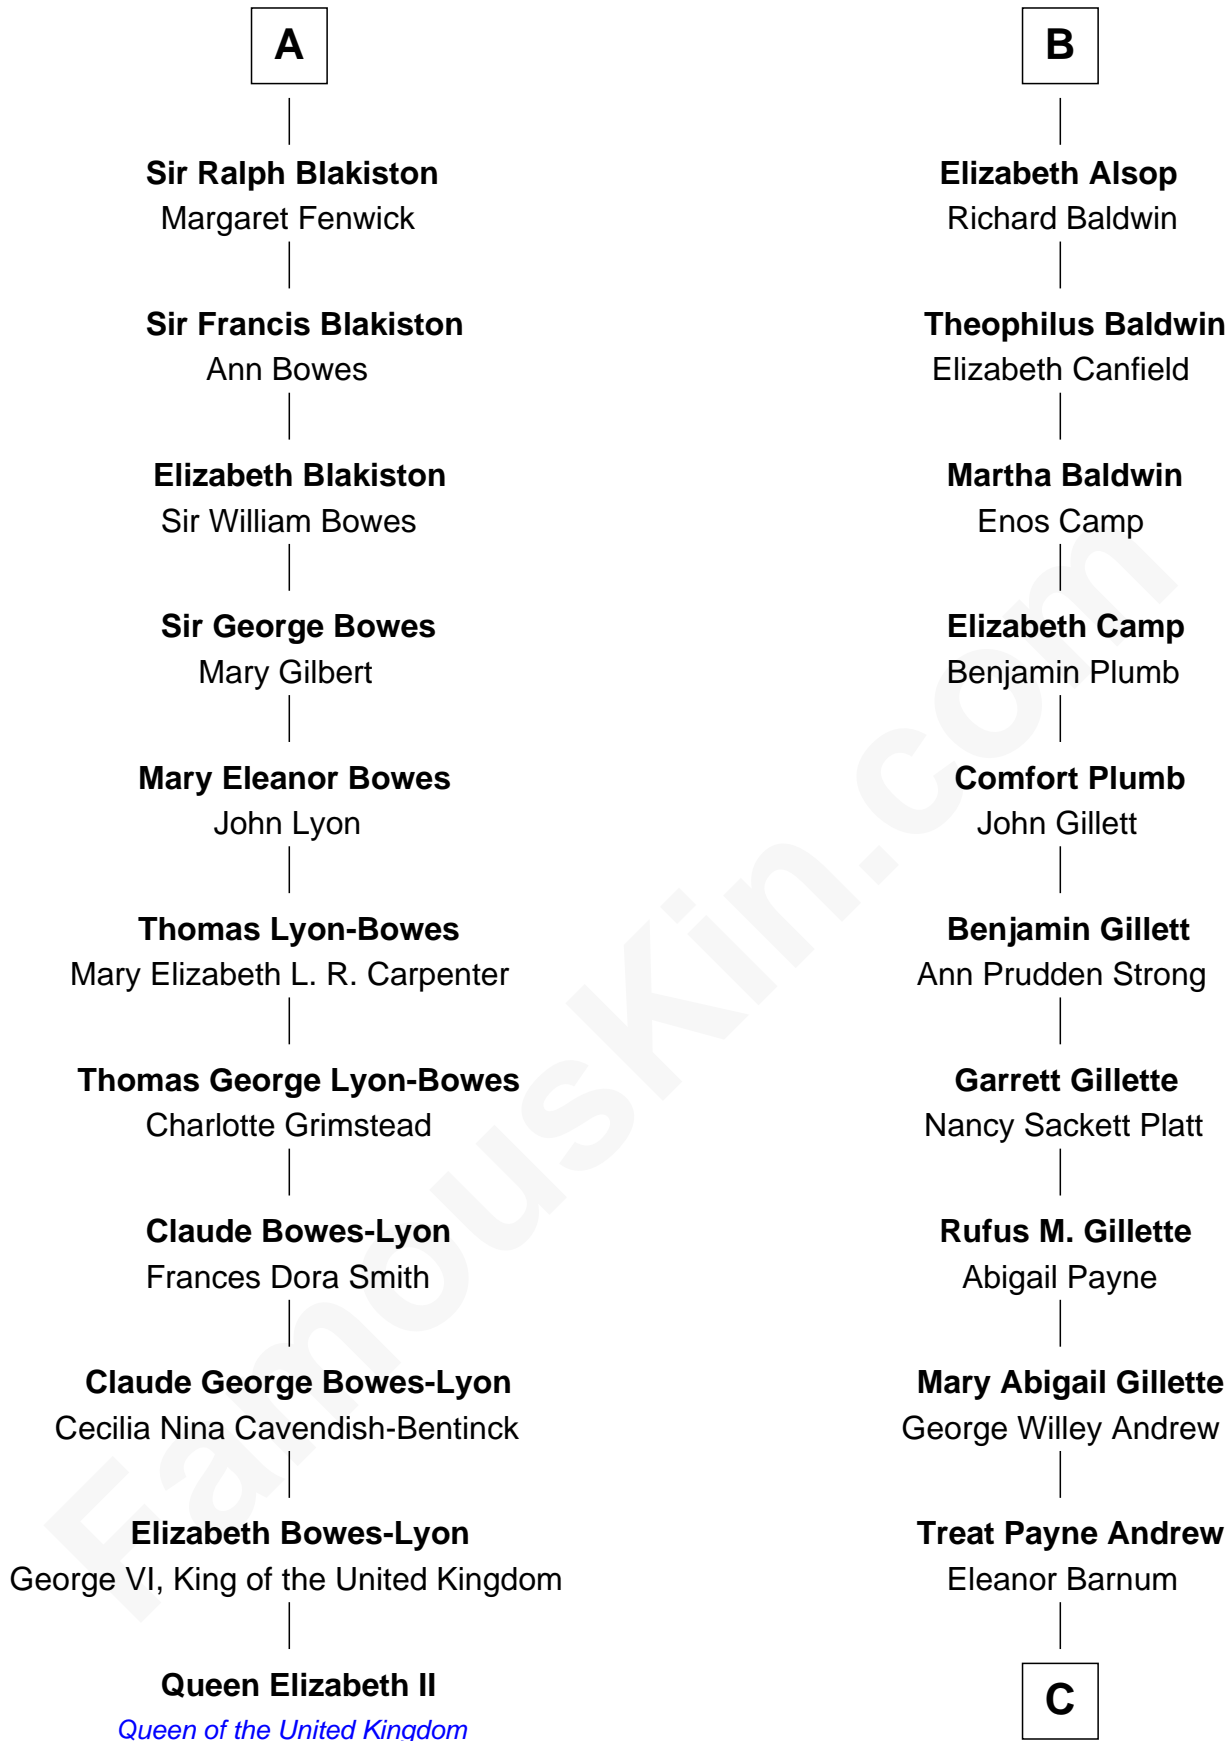 A
Sir Ralph Blakiston
Margaret Fenwick
Sir Francis Blakiston
Ann Bowes
Elizabeth Blakiston
Sir William Bowes
Sir George Bowes
Mary Gilbert
Mary Eleanor Bowes
John Lyon
Thomas Lyon-Bowes
Mary Elizabeth L. R. Carpenter
Thomas George Lyon-Bowes
Charlotte Grimstead
Claude Bowes-Lyon
Frances Dora Smith
Claude George Bowes-Lyon
Cecilia Nina Cavendish-Bentinck
Elizabeth Bowes-Lyon
George VI, King of the United Kingdom
Queen Elizabeth II
Queen of the United Kingdom
B
Elizabeth Alsop
Richard Baldwin
Theophilus Baldwin
Elizabeth Canfield
Martha Baldwin
Enos Camp
Elizabeth Camp
Benjamin Plumb
Comfort Plumb
John Gillett
Benjamin Gillett
Ann Prudden Strong
Garrett Gillette
Nancy Sackett Platt
Rufus M. Gillette
Abigail Payne
Mary Abigail Gillette
George Willey Andrew
Treat Payne Andrew
Eleanor Barnum
C
FamousKin.com